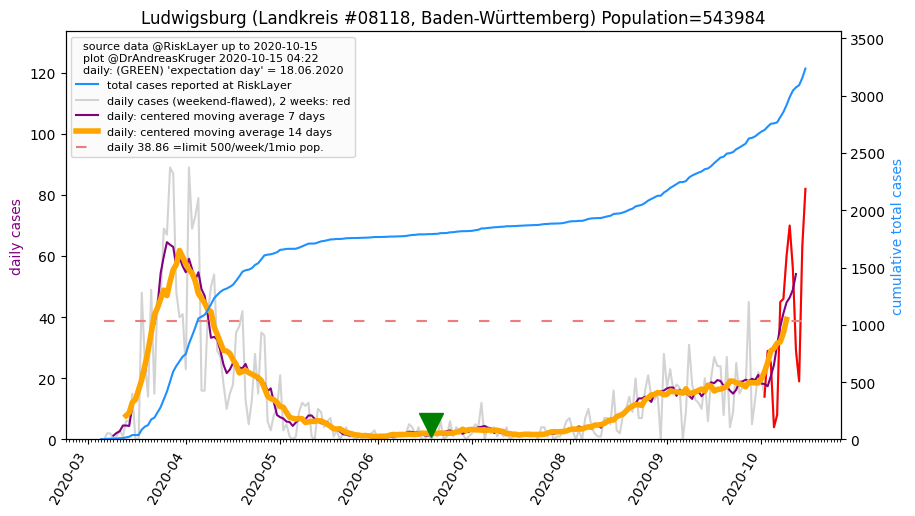 Ludwigsburg (Landkreis #08118, Baden-Württemberg) Population=543984
source data @RiskLayer up to 2020-10-15
plot @DrAndreasKruger 2020-10-15 04:22
daily: (GREEN) 'expectation day' = 18.06.2020
total cases reported at RiskLayer
daily cases (weekend-flawed), 2 weeks: red
daily: centered moving average 7 days
daily: centered moving average 14 days
daily 38.86 =limit 500/week/1mio pop.
daily cases
120
100
80
60
40
20
0
3500
3000
2500
2000
1500
1000
500
0
cumulative total cases
2020-03
2020-04
2020-05
2020-06
2020-07
2020-08
2020-09
2020-10